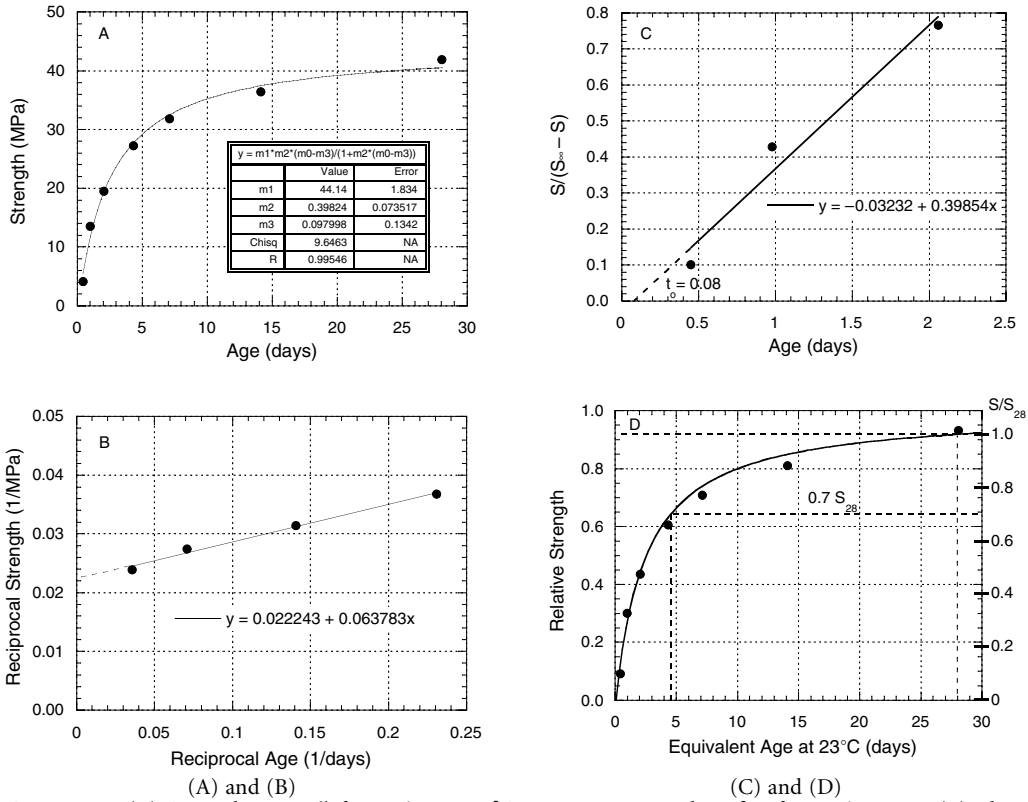 A
50
40
30
20
10
0
Strength (MPa)
y = m1*m2*(m0-m3)/(1+m2*(m0-m3))
Value Error
m1 44.14 1.834
m2 0.39824 0.073517
m3 0.097998 0.1342
Chisq 9.6463 NA
R 0.99546 NA
0 5 10 15 20 25 30
Age (days)
C
0.8
0.7
0.6
0.5
0.4
0.3
0.2
0.1
0.0
S/(S∞ − S)
y = −0.03232 + 0.39854x
t₀ = 0.08
0 0.5 1 1.5 2 2.5
Age (days)
B
0.05
0.04
0.03
0.02
0.01
0.00
Reciprocal Strength (1/MPa)
y = 0.022243 + 0.063783x
0 0.05 0.1 0.15 0.2 0.25
Reciprocal Age (1/days)
(A) and (B)
D
1.0
0.8
0.6
0.4
0.2
0.0
Relative Strength
0.7 S₂₈
S/S₂₈
1.0
0.8
0.6
0.4
0.2
0
0 5 10 15 20 25 30
Equivalent Age at 23°C (days)
(C) and (D)